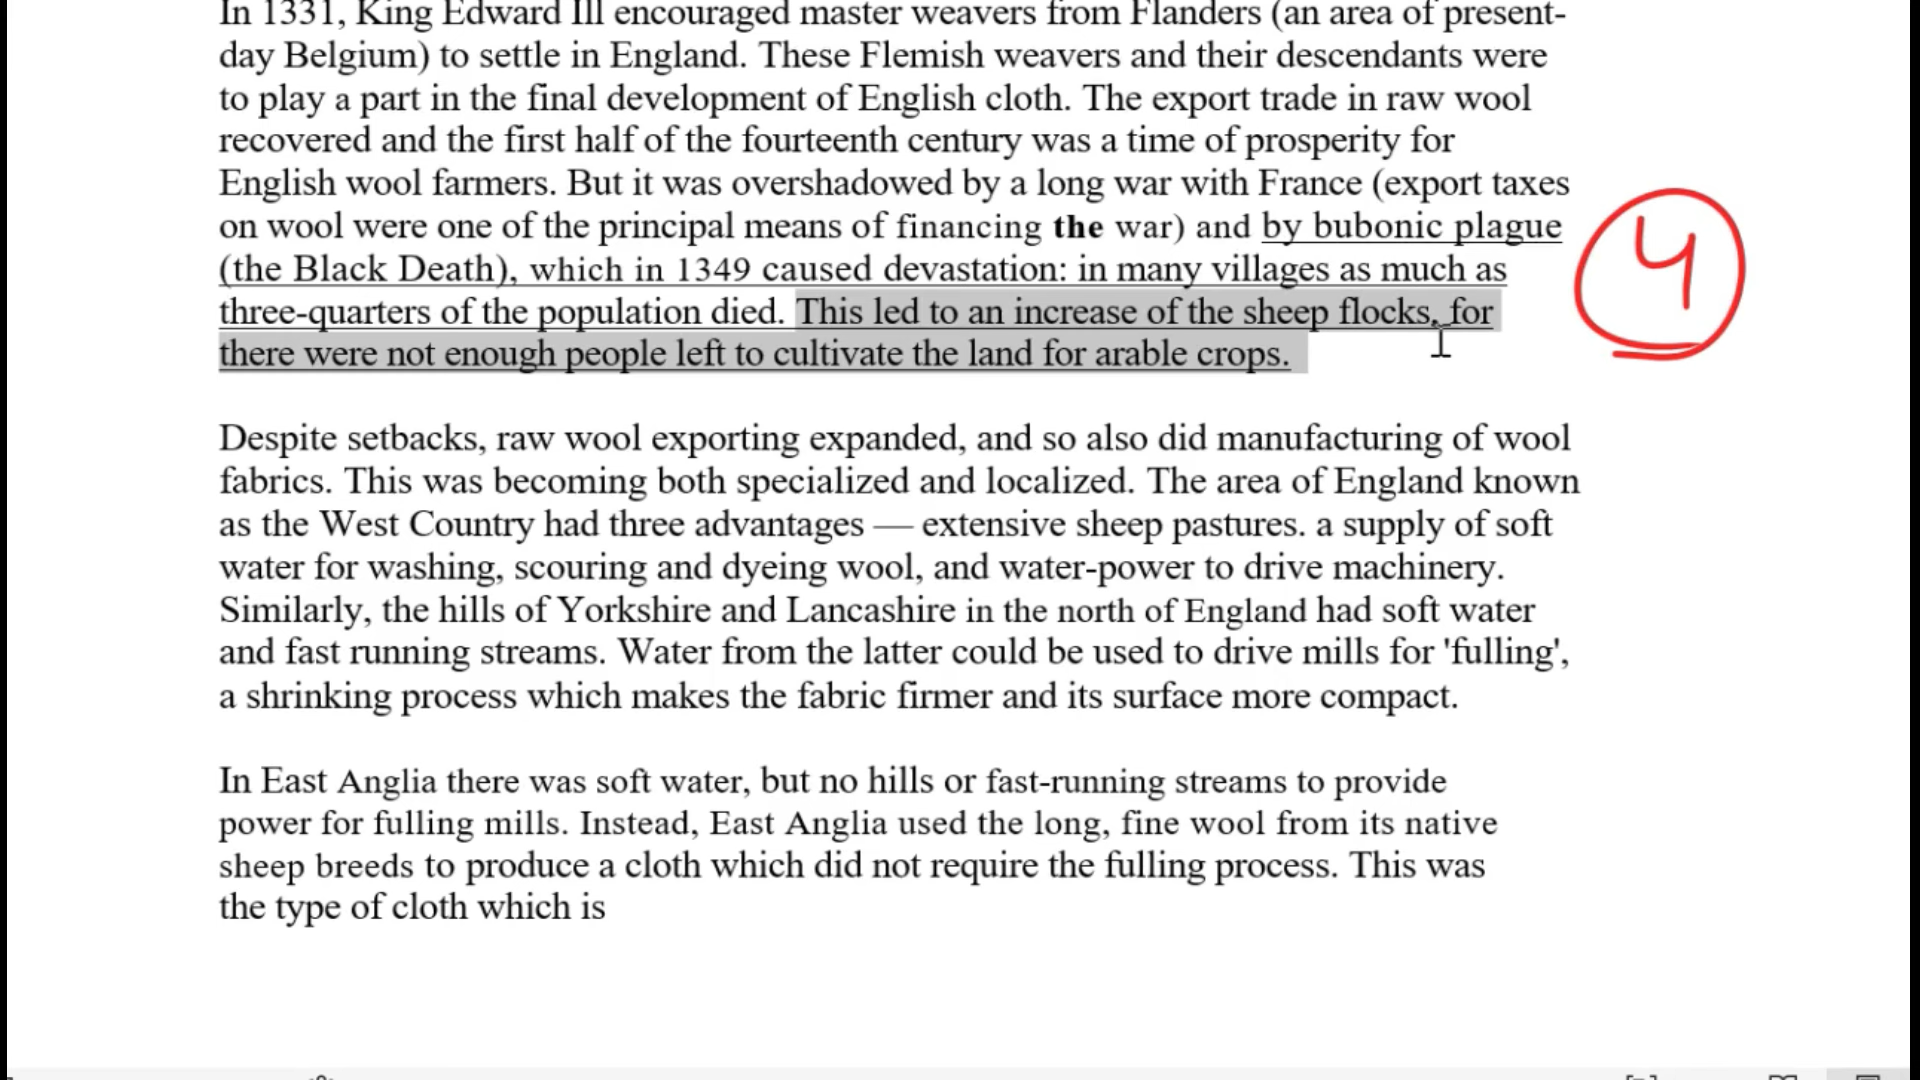 In 1331, King Edward III encouraged master weavers from Flanders (an area of present-
day Belgium) to settle in England. These Flemish weavers and their descendants were
to play a part in the final development of English cloth. The export trade in raw wool
recovered and the first half of the fourteenth century was a time of prosperity for
English wool farmers. But it was overshadowed by a long war with France (export taxes
on wool were one of the principal means of financing the war) and by bubonic plague
(the Black Death), which in 1349 caused devastation: in many villages as much as
three-quarters of the population died. This led to an increase of the sheep flocks, for
there were not enough people left to cultivate the land for arable crops.
4
Despite setbacks, raw wool exporting expanded, and so also did manufacturing of wool
fabrics. This was becoming both specialized and localized. The area of England known
as the West Country had three advantages — extensive sheep pastures. a supply of soft
water for washing, scouring and dyeing wool, and water-power to drive machinery.
Similarly, the hills of Yorkshire and Lancashire in the north of England had soft water
and fast running streams. Water from the latter could be used to drive mills for 'fulling',
a shrinking process which makes the fabric firmer and its surface more compact.
In East Anglia there was soft water, but no hills or fast-running streams to provide
power for fulling mills. Instead, East Anglia used the long, fine wool from its native
sheep breeds to produce a cloth which did not require the fulling process. This was
the type of cloth which is